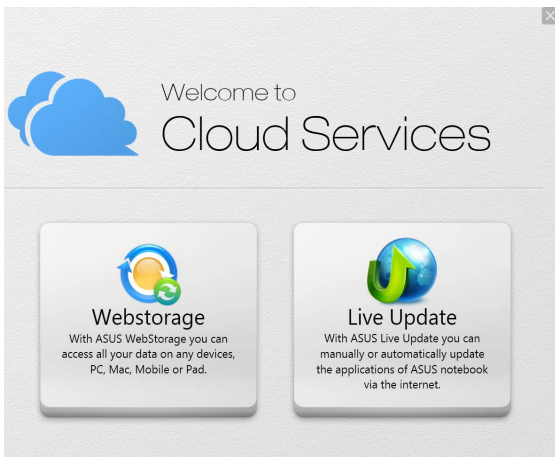 Welcome to
Cloud Services
Webstorage
With ASUS WebStorage you can
access all your data on any devices,
PC, Mac, Mobile or Pad.
Live Update
With ASUS Live Update you can
manually or automatically update
the applications of ASUS notebook
via the internet.